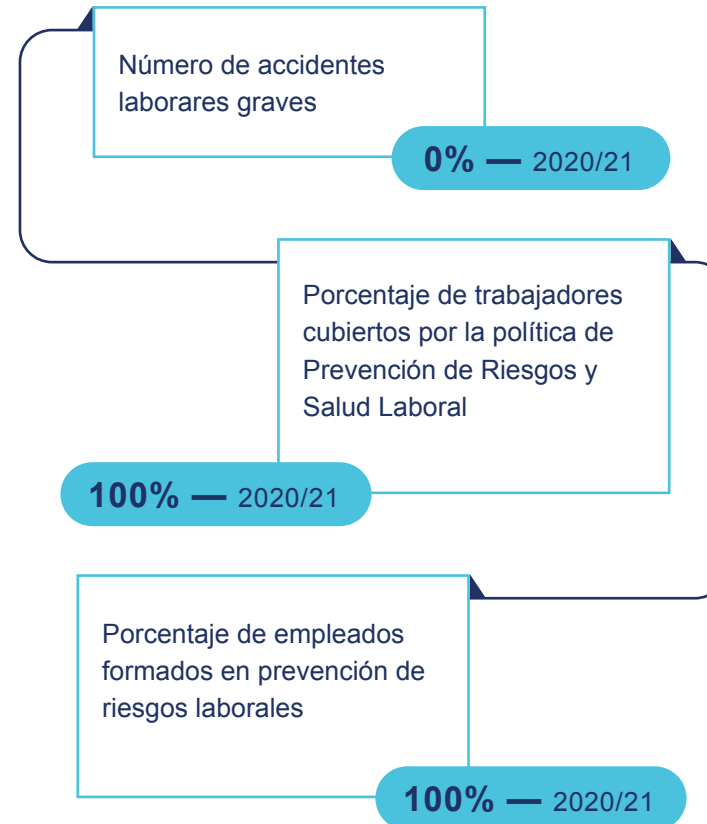 Número de accidentes
laborares graves
0% — 2020/21
Porcentaje de trabajadores
cubiertos por la política de
Prevención de Riesgos y
Salud Laboral
100% — 2020/21
Porcentaje de empleados
formados en prevención de
riesgos laborales
100% — 2020/21